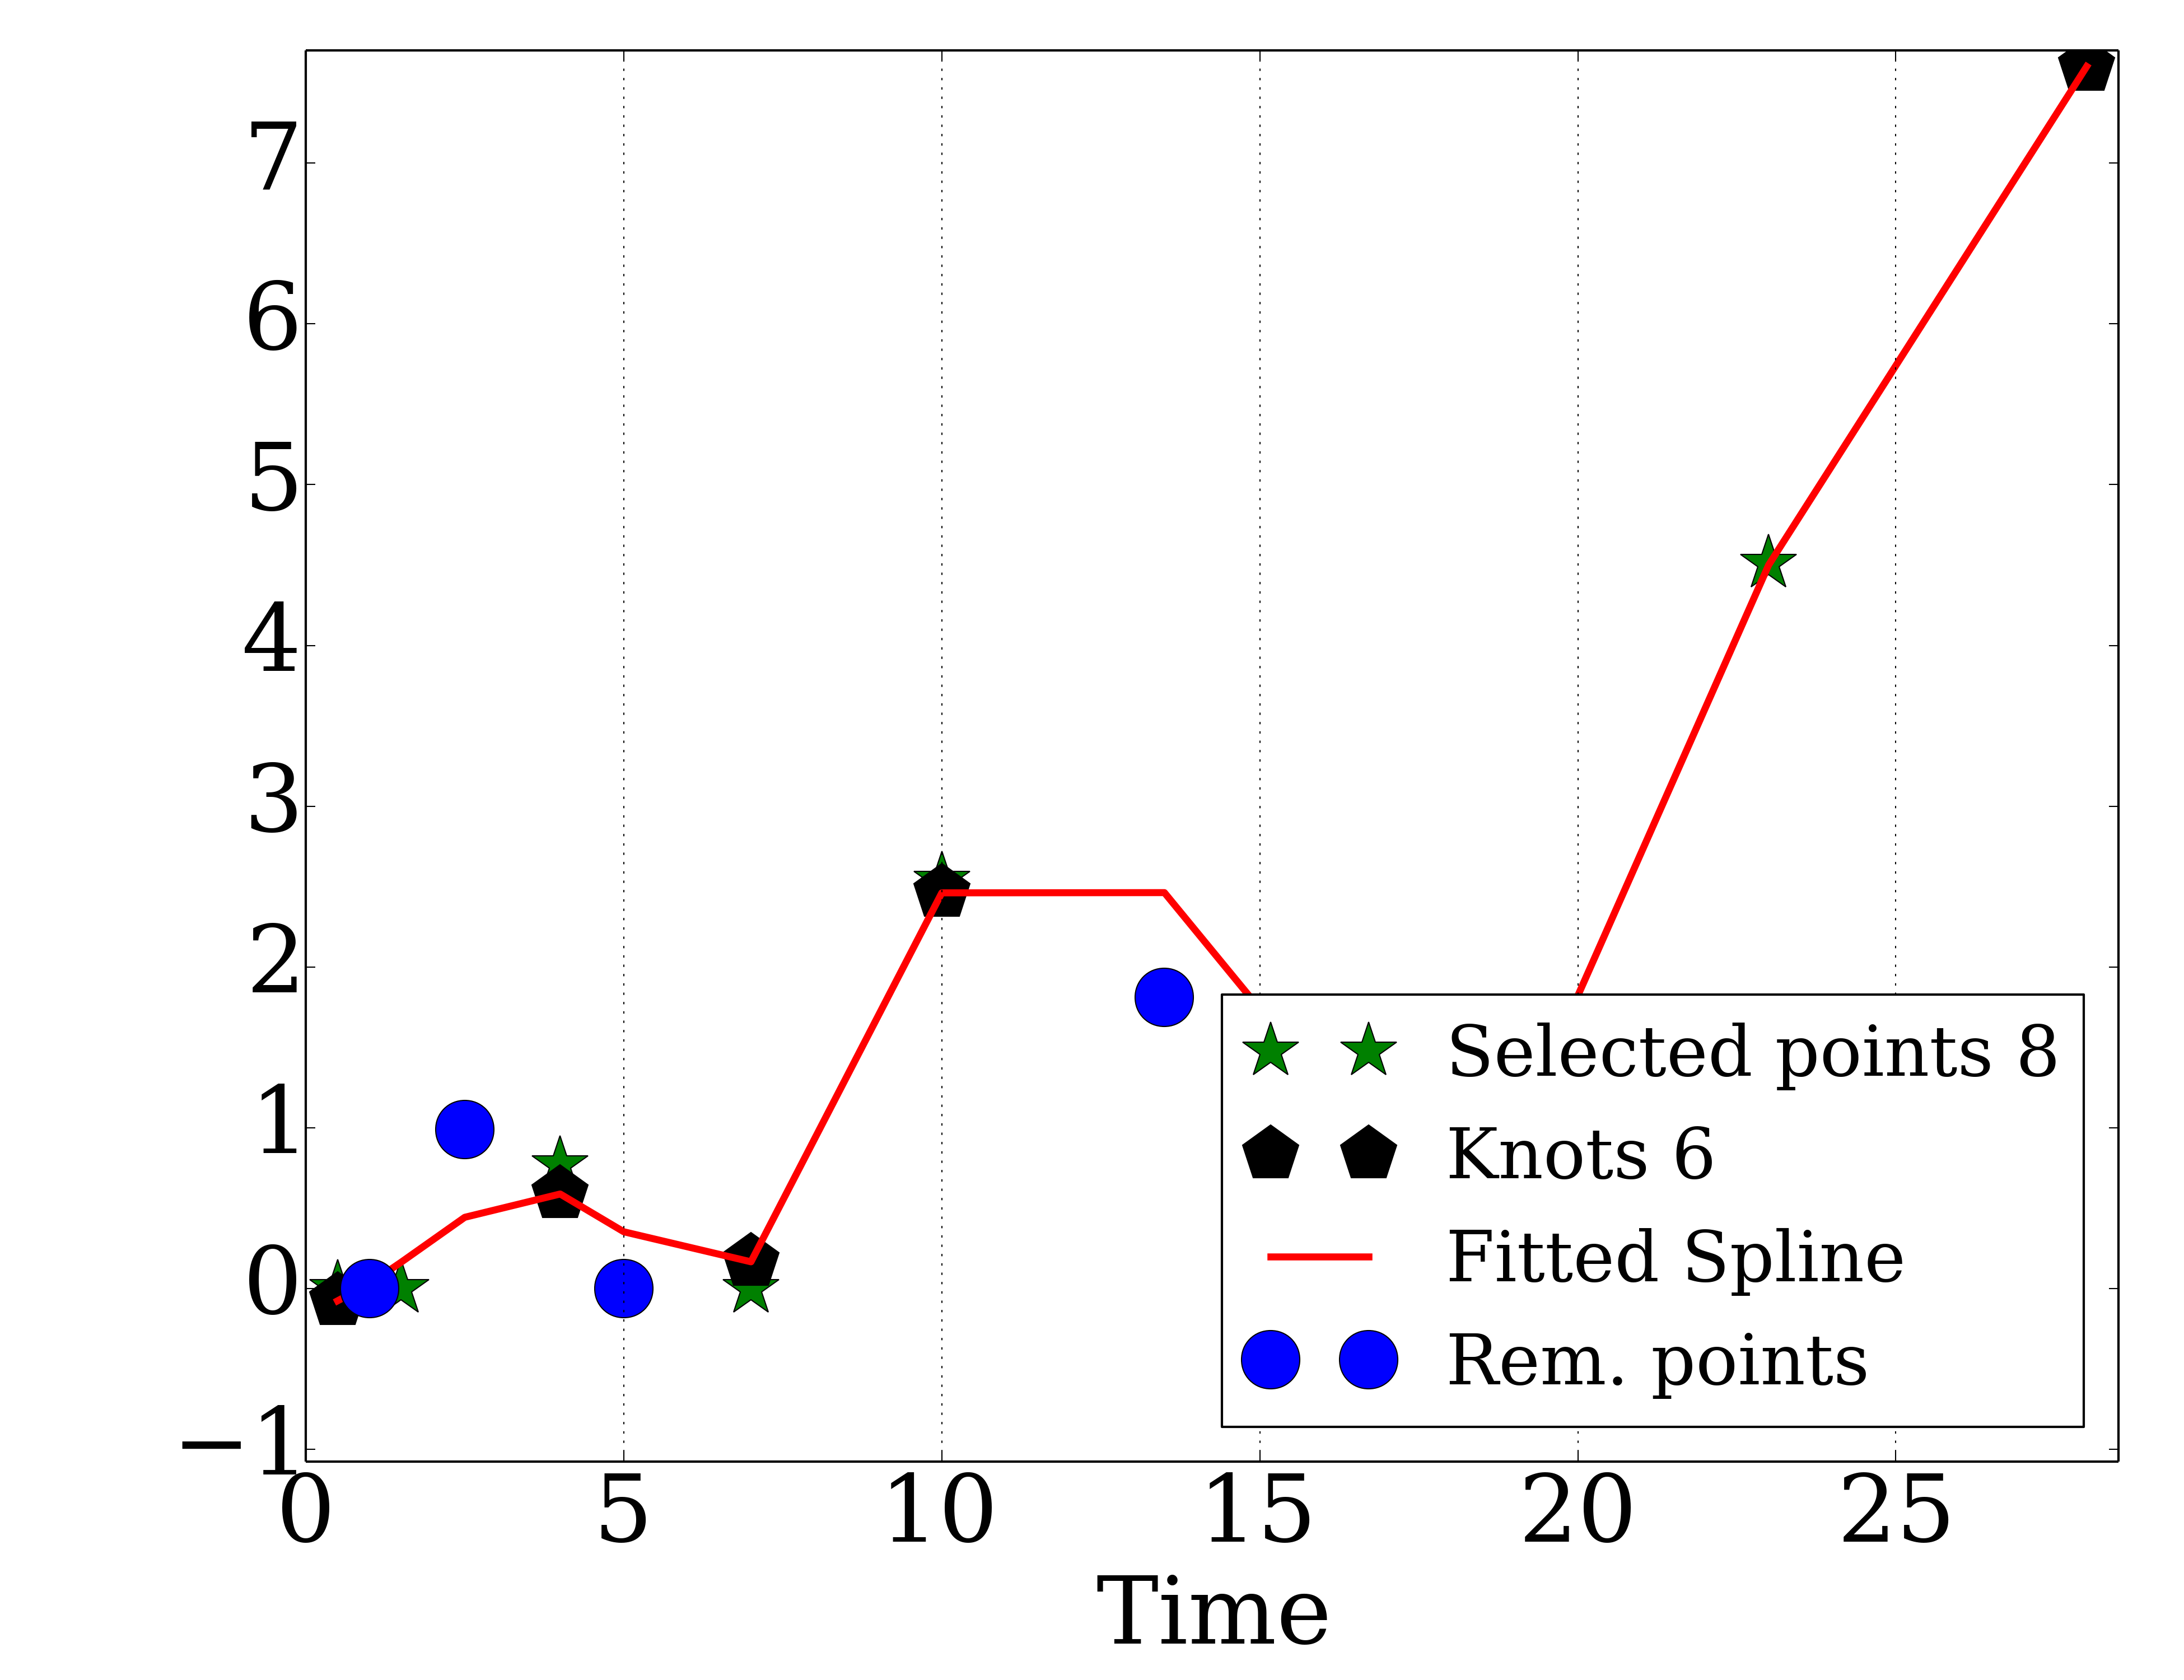 7
6
5
4
3
2
1
0
−1
Selected points 8
Knots 6
Fitted Spline
Rem. points
0 5 10 15 20 25
Time